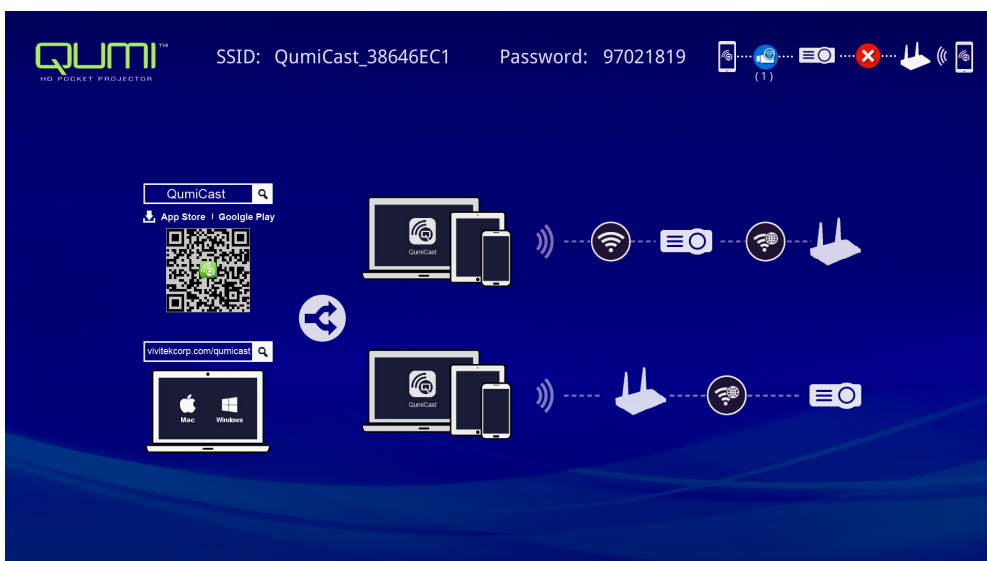 QUMI™
HD POCKET PROJECTOR
SSID: QumiCast_38646EC1
Password: 97021819
(1)
QumiCast
App Store | Goolgle Play
QumiCast
vivitekcorp.com/qumicast
Mac
Windows
QumiCast